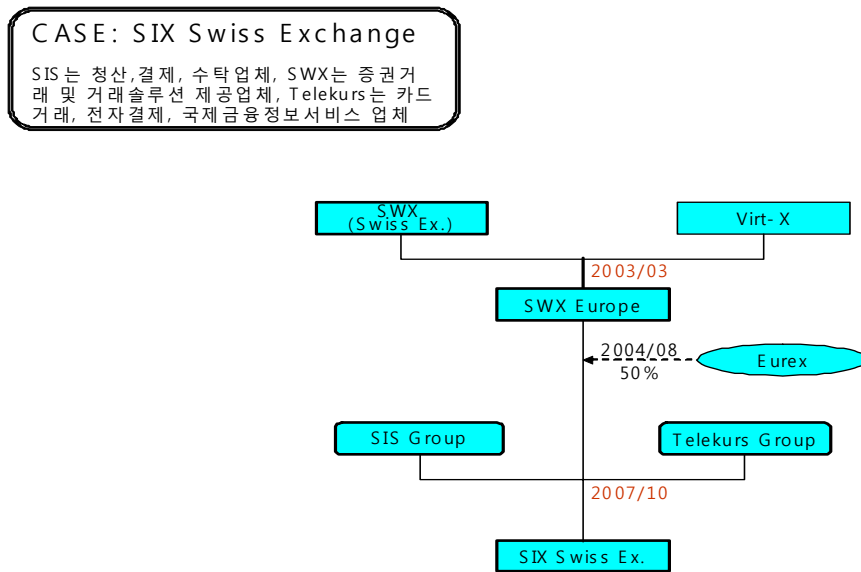 CASE: SIX Swiss Exchange
SIS는 청산,결제, 수탁업체, SWX는 증권거
래 및 거래솔루션 제공업체, Telekurs는 카드
거래, 전자결제, 국제금융정보서비스 업체
SWX
(Swiss Ex.)
Virt-X
2003/03
SWX Europe
2004/08
50%
Eurex
SIS Group
Telekurs Group
2007/10
SIX Swiss Ex.